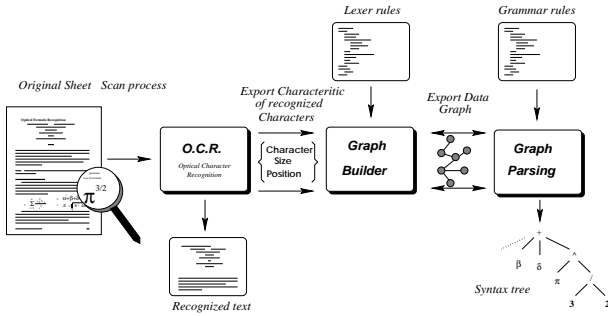 Lexer rules
Grammar rules
Original Sheet
Scan process
Export Characteritic
of recognized
Characters
Export Data
Graph
Optical Formula Recognition
O.C.R.
Optical Character
Recognition
Character
Size
Position
Graph
Builder
Graph
Parsing
π 3/2
Recognized text
Syntax tree
+
β
δ
^
π
/
3
2